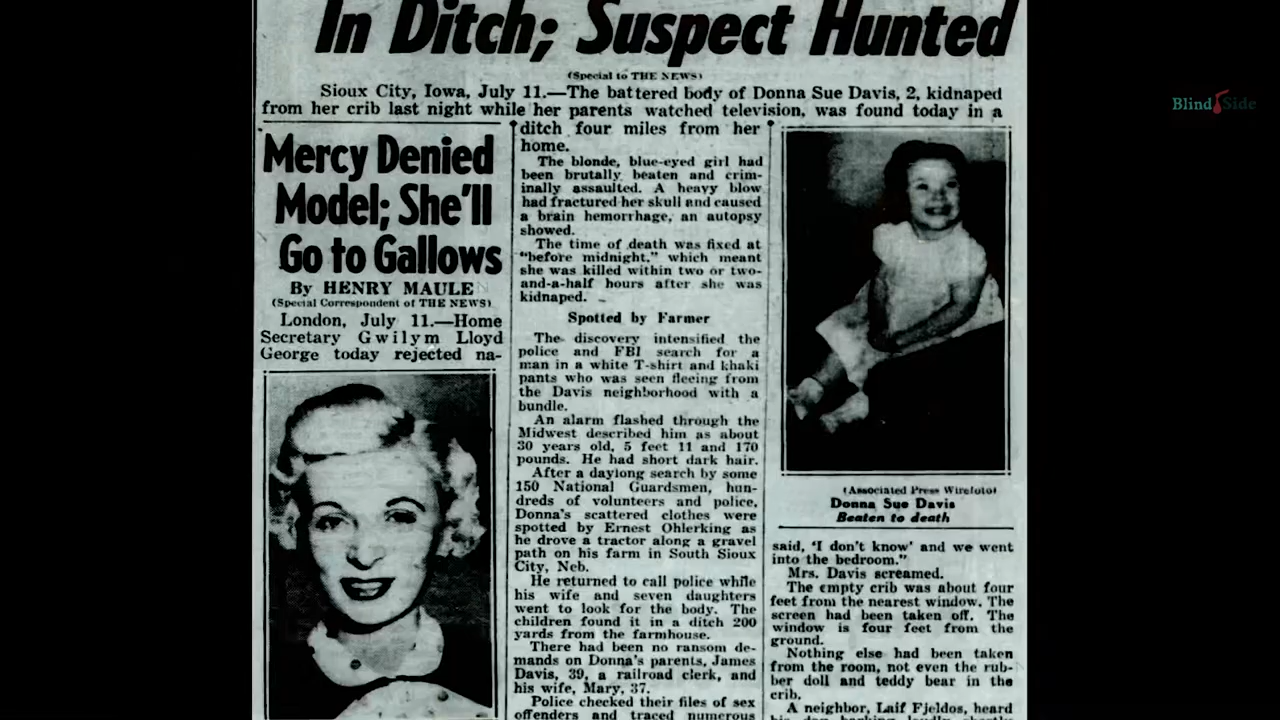 In Ditch; Suspect Hunted
(Special to THE NEWS)
Sioux City, Iowa, July 11.—The battered body of Donna Sue Davis, 2, kidnaped
from her crib last night while her parents watched television, was found today in a
Mercy Denied
Model; She'll
Go to Gallows
By HENRY MAULE
(Special Correspondent of THE NEWS)
London, July 11.—Home
Secretary Gwilym Lloyd
George today rejected na-
ditch four miles from her
home.
The blonde, blue-eyed girl had
been brutally beaten and crim-
inally assaulted. A heavy blow
had fractured her skull and caused
a brain hemorrhage, an autopsy
showed.
The time of death was fixed at
"before midnight," which meant
she was killed within two or two-
and-a-half hours after she was
kidnaped.
Spotted by Farmer
The discovery intensified the
police and FBI search for a
man in a white T-shirt and khaki
pants who was seen fleeing from
the Davis neighborhood with a
bundle.
An alarm flashed through the
Midwest described him as about
30 years old, 5 feet 11 and 170
pounds. He had short dark hair.
After a daylong search by some
150 National Guardsmen, hun-
dreds of volunteers and police,
Donna's scattered clothes were
spotted by Ernest Ohlerking as
he drove a tractor along a gravel
path on his farm in South Sioux
City, Neb.
He returned to call police while
his wife and seven daughters
went to look for the body. The
children found it in a ditch 200
yards from the farmhouse.
There had been no ransom de-
mands on Donna's parents, James
Davis, 39, a railroad clerk, and
his wife, Mary, 37.
Police checked their files of sex
offenders and traced numerous
(Associated Press Wirefoto)
Donna Sue Davis
Beaten to death
said, 'I don't know' and we went
into the bedroom."
Mrs. Davis screamed.
The empty crib was about four
feet from the nearest window. The
screen had been taken off. The
window is four feet from the
ground.
Nothing else had been taken
from the room, not even the rub-
ber doll and teddy bear in the
crib.
A neighbor, Laif Fjeldos, heard
his dog barking loudly shortly
Blind Side